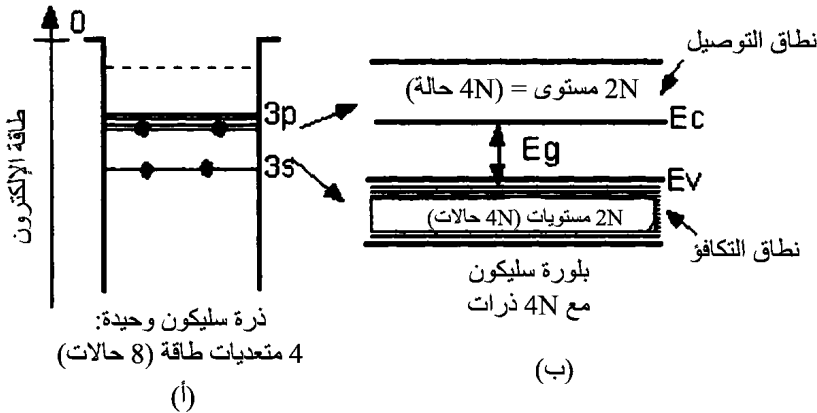 0
طاقة الإلكترون
3p
3s
ذرة سليكون وحيدة:
4 متعديات طاقة (8 حالات)
(أ)
نطاق التوصيل
2N مستوى = (4N حالة)
Ec
Eg
Ev
2N مستويات (4N حالات)
نطاق التكافؤ
بلورة سليكون
مع 4N ذرات
(ب)